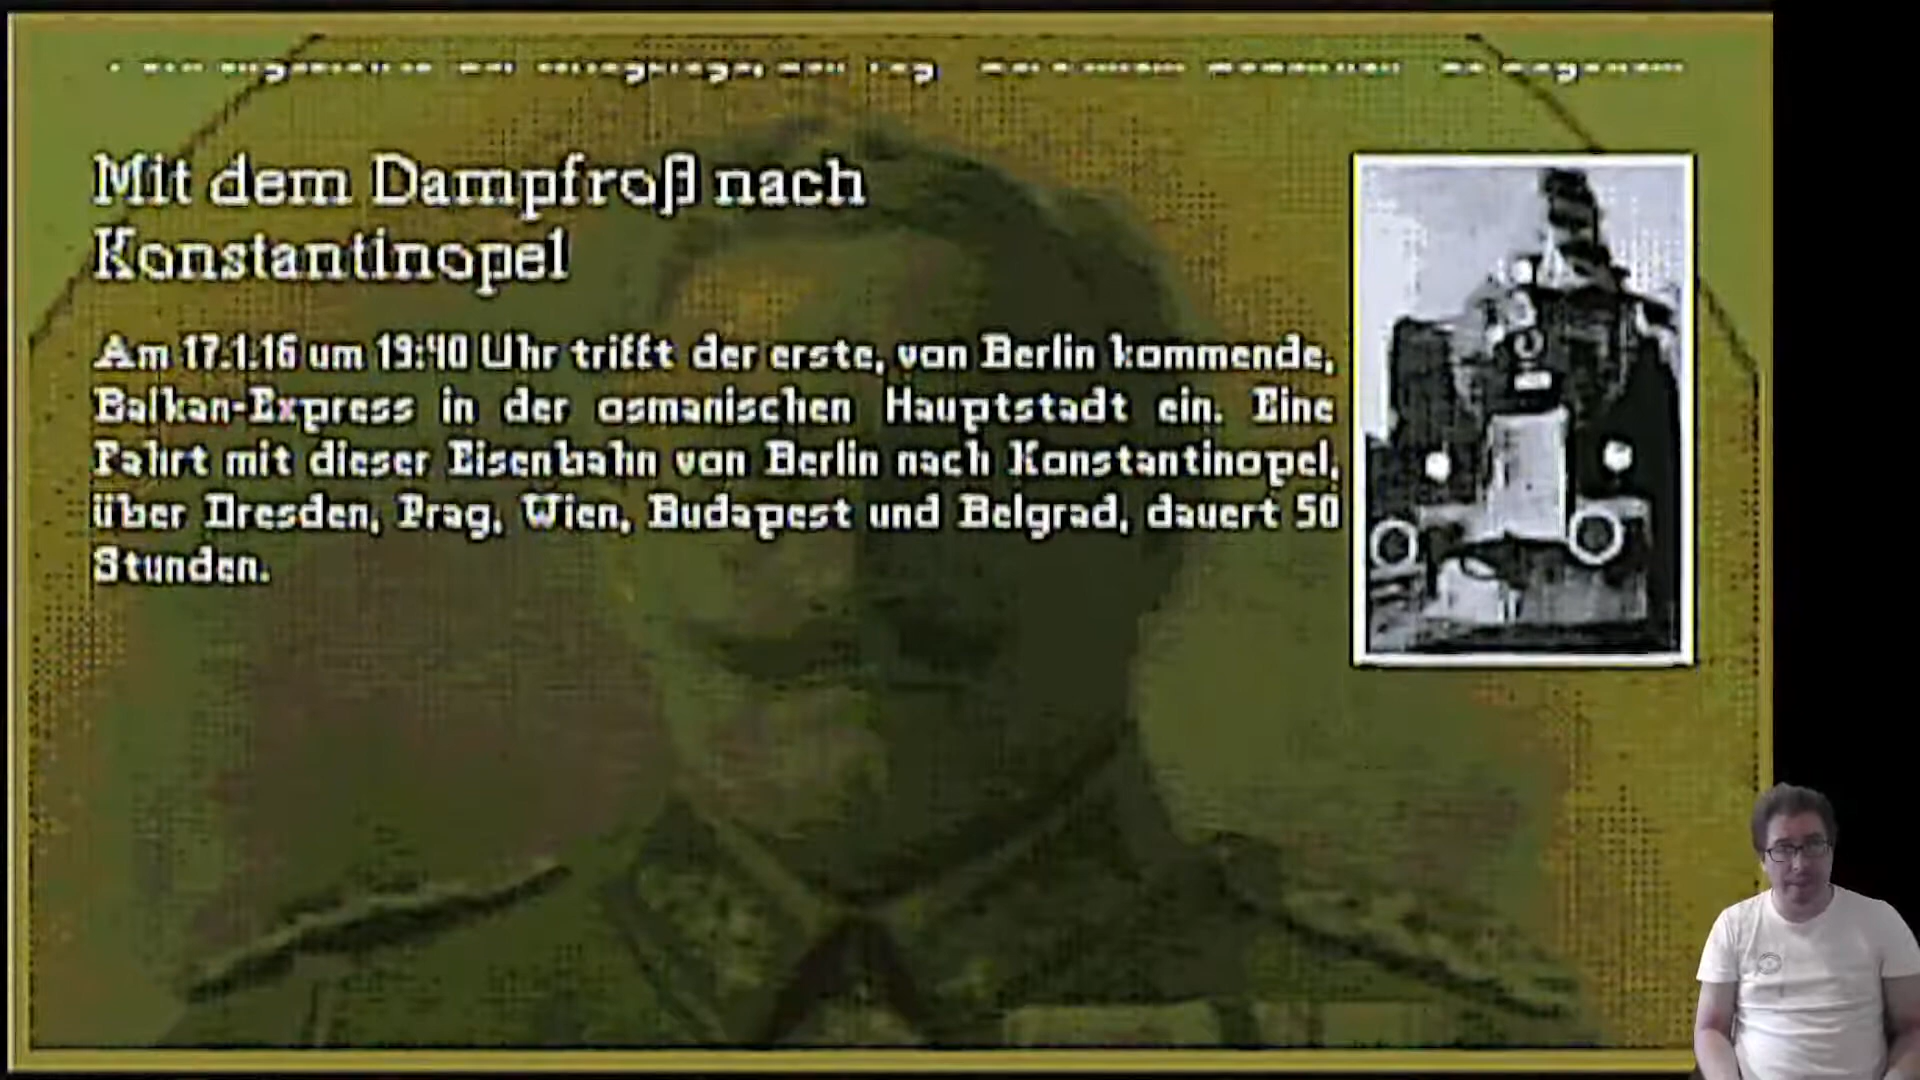 Mit dem Dampfroß nach
Konstantinopel
Am 17.1.16 um 19:40 Uhr trifft der erste, von Berlin kommende,
Balkan-Express in der osmanischen Hauptstadt ein. Eine
Fahrt mit dieser Eisenbahn von Berlin nach Konstantinopel,
über Dresden, Prag, Wien, Budapest und Belgrad, dauert 50
Stunden.